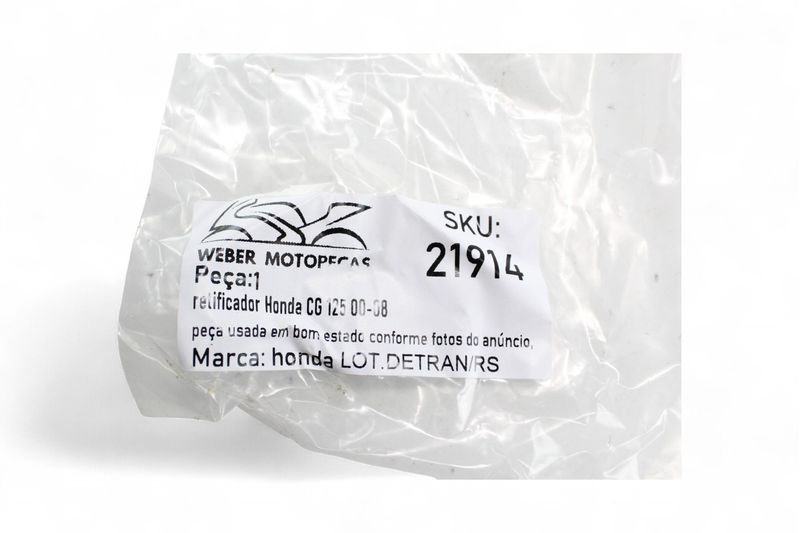 WEBER MOTOPEÇAS
SKU:
21914
Peça:1
retificador Honda CG 125 00-08
peça usada em bom estado conforme fotos do anúncio,
Marca: honda LOT.DETRAN/RS